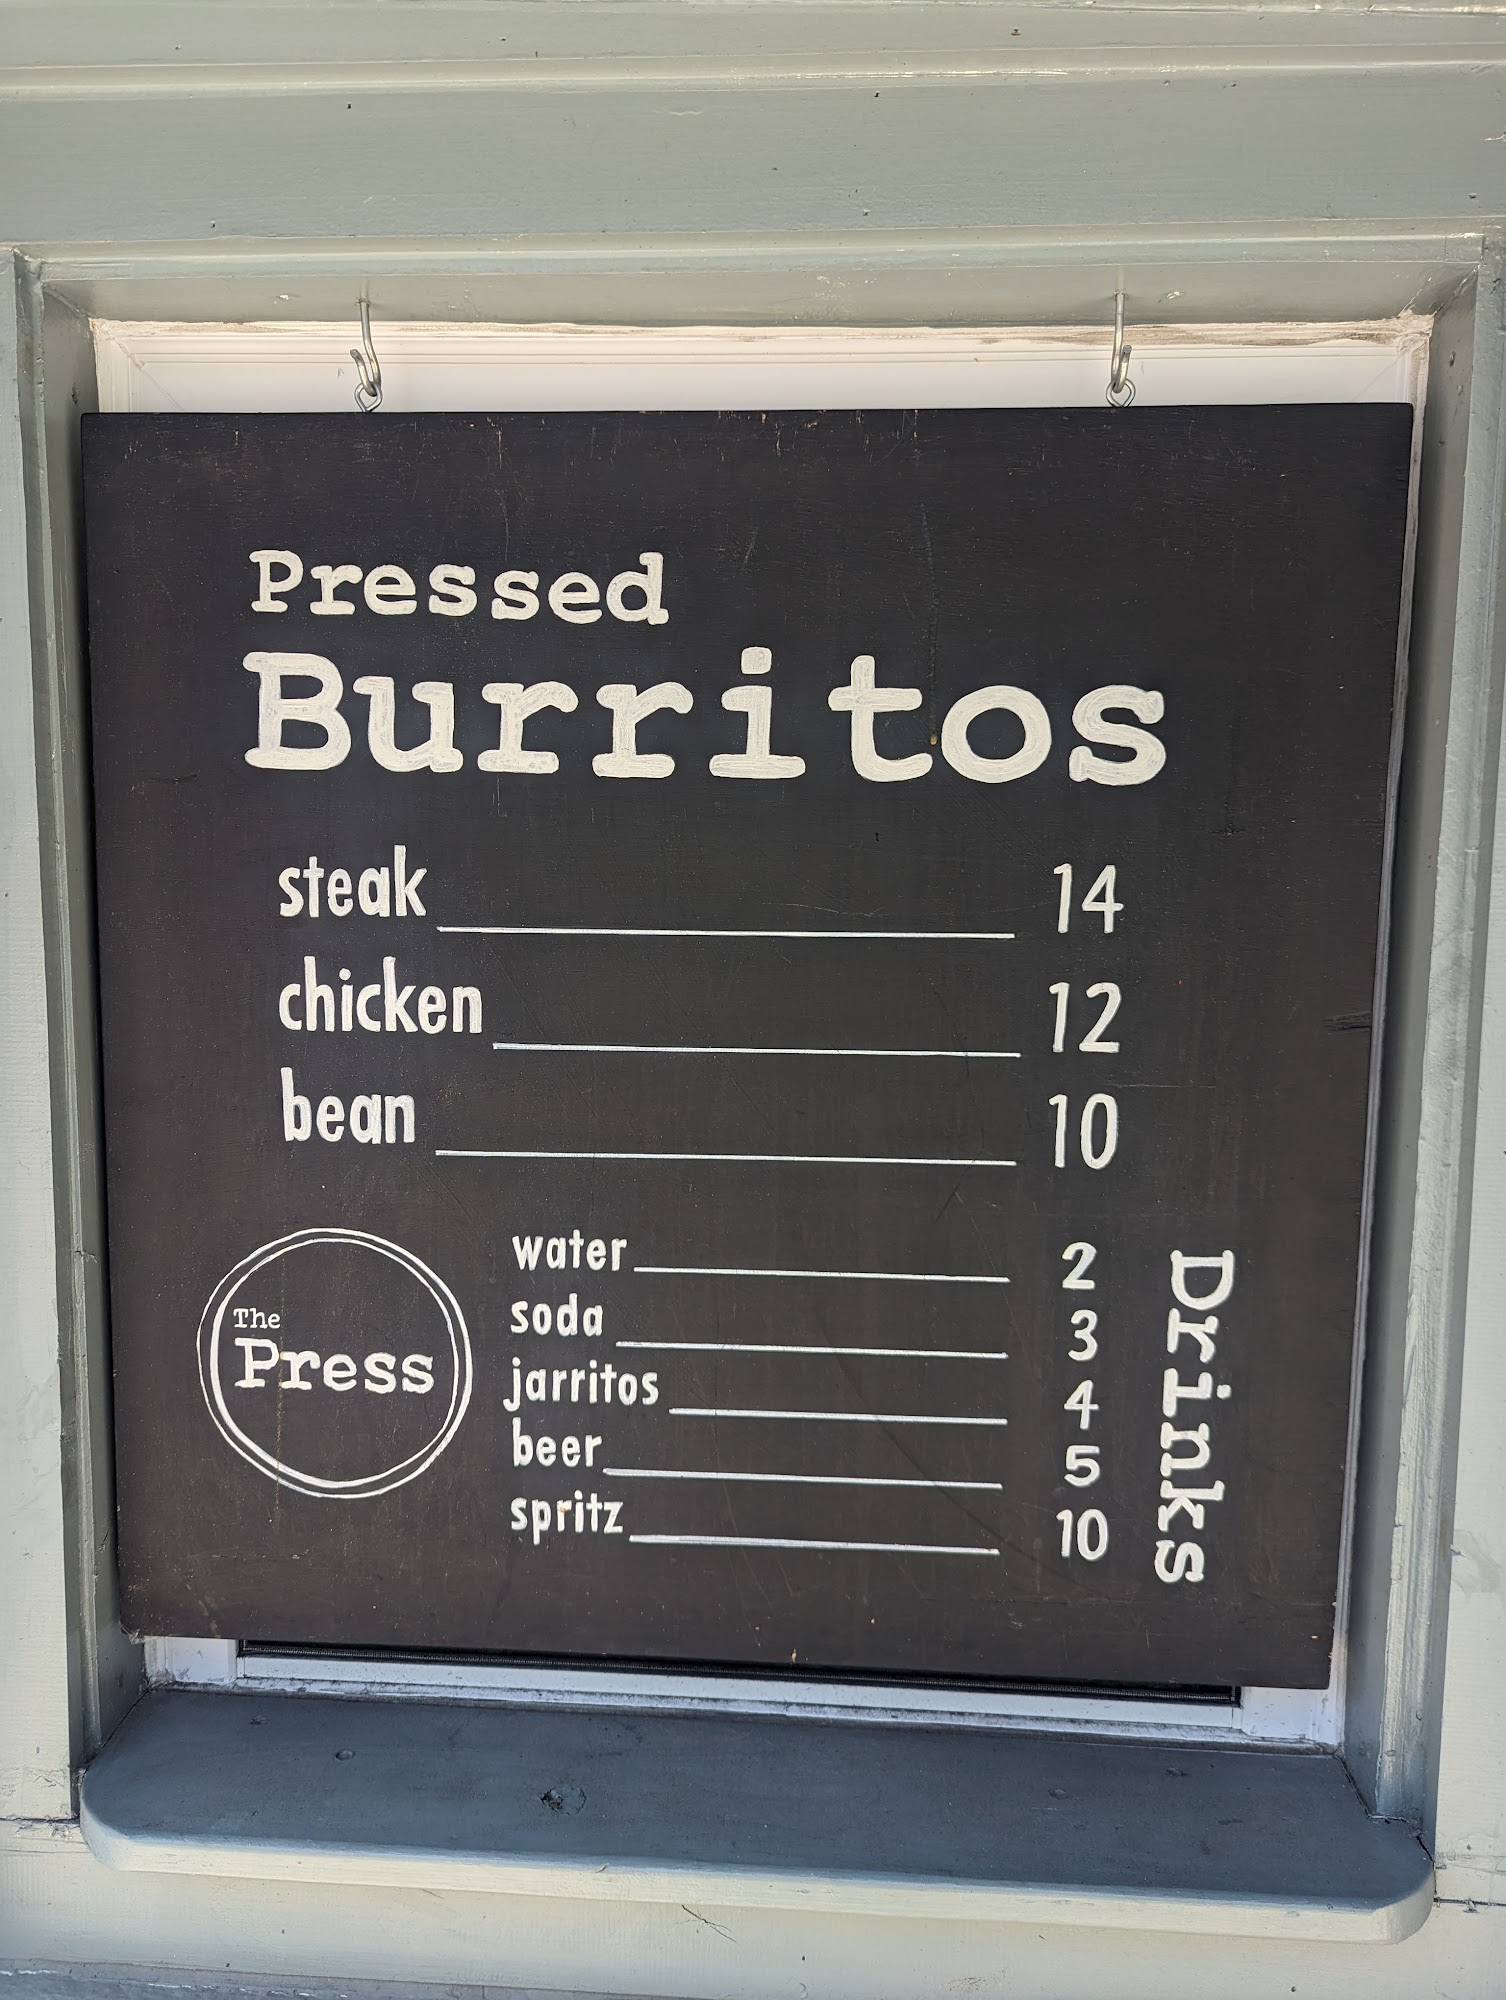 Pressed
Burritos
steak 14
chicken 12
bean 10
The
Press
water 2
soda 3
jarritos 4
beer 5
spritz 10
Drinks